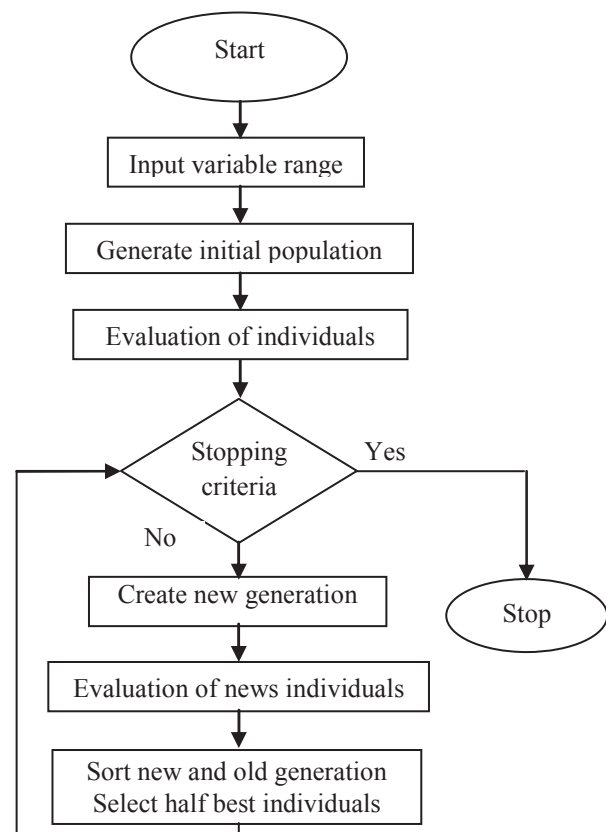 Start
Input variable range
Generate initial population
Evaluation of individuals
Stopping
criteria
Yes
No
Create new generation
Stop
Evaluation of news individuals
Sort new and old generation
Select half best individuals